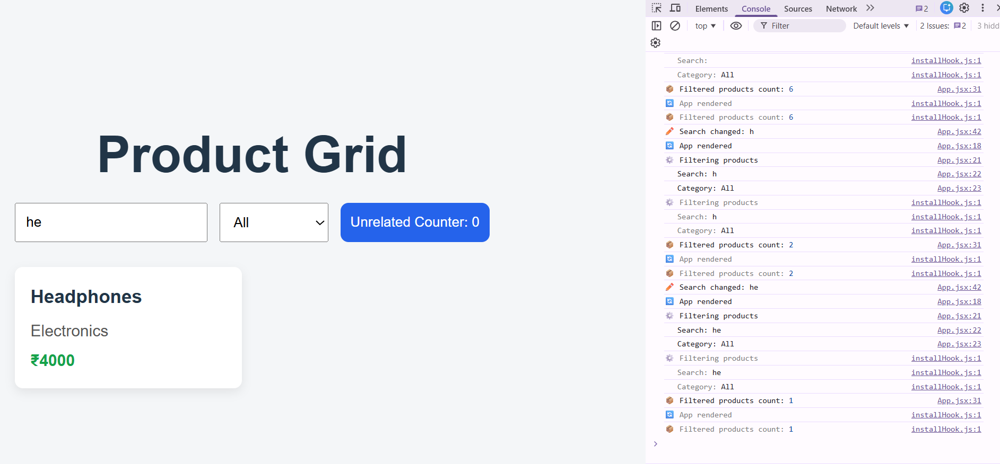 Product Grid
he
All
Unrelated Counter: 0
Headphones
Electronics
₹4000
Elements Console Sources Network 2
top Filter Default levels 2 Issues: 2 3 hidd
Search: installHook.js:1
Category: All installHook.js:1
Filtered products count: 6 App.jsx:31
App rendered installHook.js:1
Filtered products count: 6 installHook.js:1
Search changed: h App.jsx:42
App rendered App.jsx:18
Filtering products App.jsx:21
Search: h App.jsx:22
Category: All App.jsx:23
Filtering products installHook.js:1
Search: h installHook.js:1
Category: All installHook.js:1
Filtered products count: 2 App.jsx:31
App rendered installHook.js:1
Filtered products count: 2 installHook.js:1
Search changed: he App.jsx:42
App rendered App.jsx:18
Filtering products App.jsx:21
Search: he App.jsx:22
Category: All App.jsx:23
Filtering products installHook.js:1
Search: he installHook.js:1
Category: All installHook.js:1
Filtered products count: 1 App.jsx:31
App rendered installHook.js:1
Filtered products count: 1 installHook.js:1